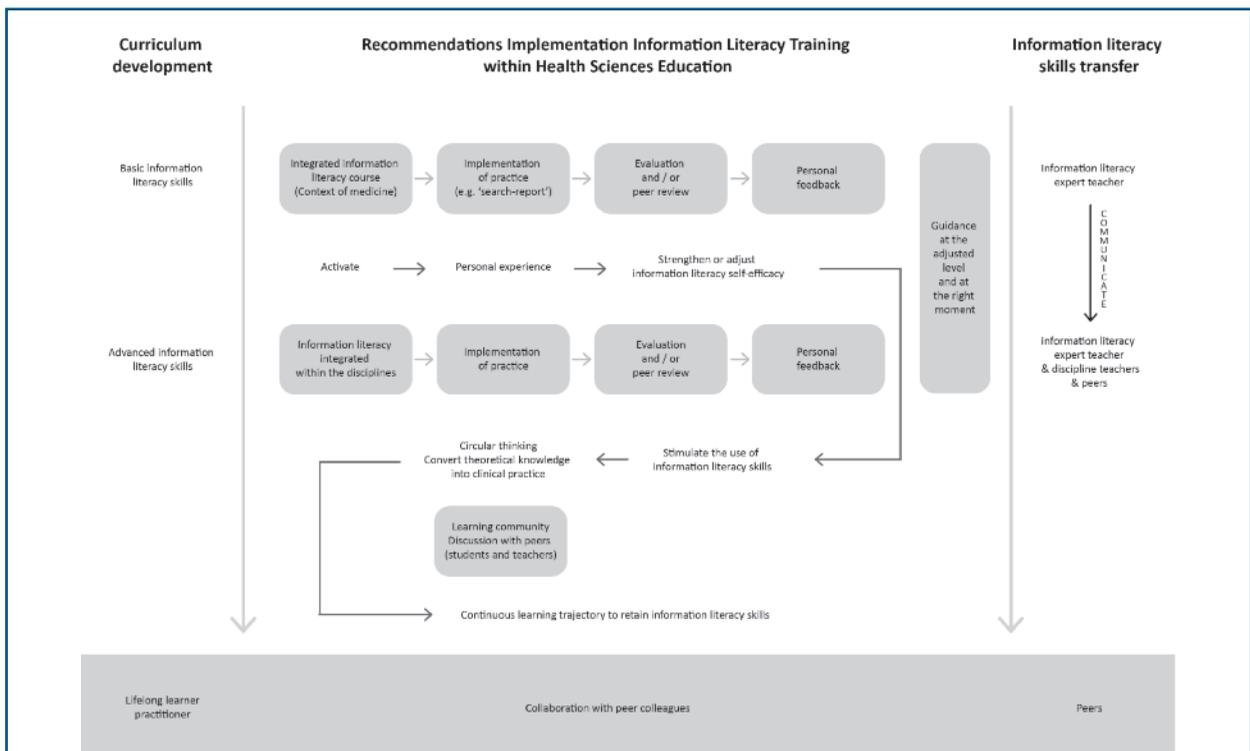 Curriculum
development
Recommendations Implementation Information Literacy Training
within Health Sciences Education
Information literacy
skills transfer
Basic information
literacy skills
Integrated information
literacy course
(Context of medicine)
Implementation
of practice
(e.g. ‘search-report’)
Evaluation
and / or
peer review
Personal
feedback
Guidance
at the
adjusted
level
and at
the right
moment
Information literacy
expert teacher
COMMUNICATE
Activate
Personal experience
Strengthen or adjust
information literacy self-efficacy
Advanced information
literacy skills
Information literacy
integrated
within the disciplines
Implementation
of practice
Evaluation
and / or
peer review
Personal
feedback
Information literacy
expert teacher
& discipline teachers
& peers
Circular thinking
Convert theoretical knowledge
into clinical practice
Stimulate the use of
information literacy skills
Learning community
Discussion with peers
(students and teachers)
Continuous learning trajectory to retain information literacy skills
Lifelong learner
practitioner
Collaboration with peer colleagues
Peers